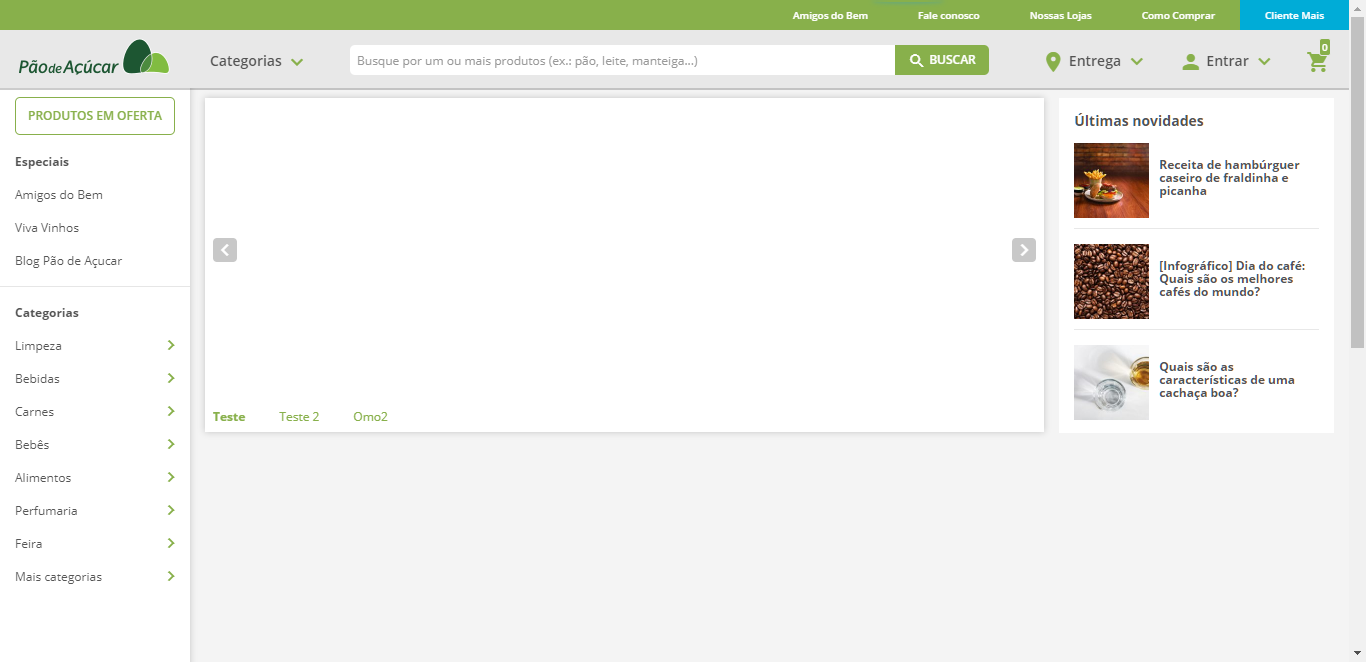 Amigos do Bem
Fale conosco
Nossas Lojas
Como Comprar
Cliente Mais
PãodeAçúcar
Categorias
Busque por um ou mais produtos (ex.: pão, leite, manteiga...)
BUSCAR
Entrega
Entrar
0
PRODUTOS EM OFERTA
Especiais
Amigos do Bem
Viva Vinhos
Blog Pão de Açucar
Categorias
Limpeza
Bebidas
Carnes
Bebês
Alimentos
Perfumaria
Feira
Mais categorias
Teste
Teste 2
Omo2
Últimas novidades
Receita de hambúrguer
caseiro de fraldinha e
picanha
[Infográfico] Dia do café:
Quais são os melhores
cafés do mundo?
Quais são as
características de uma
cachaça boa?